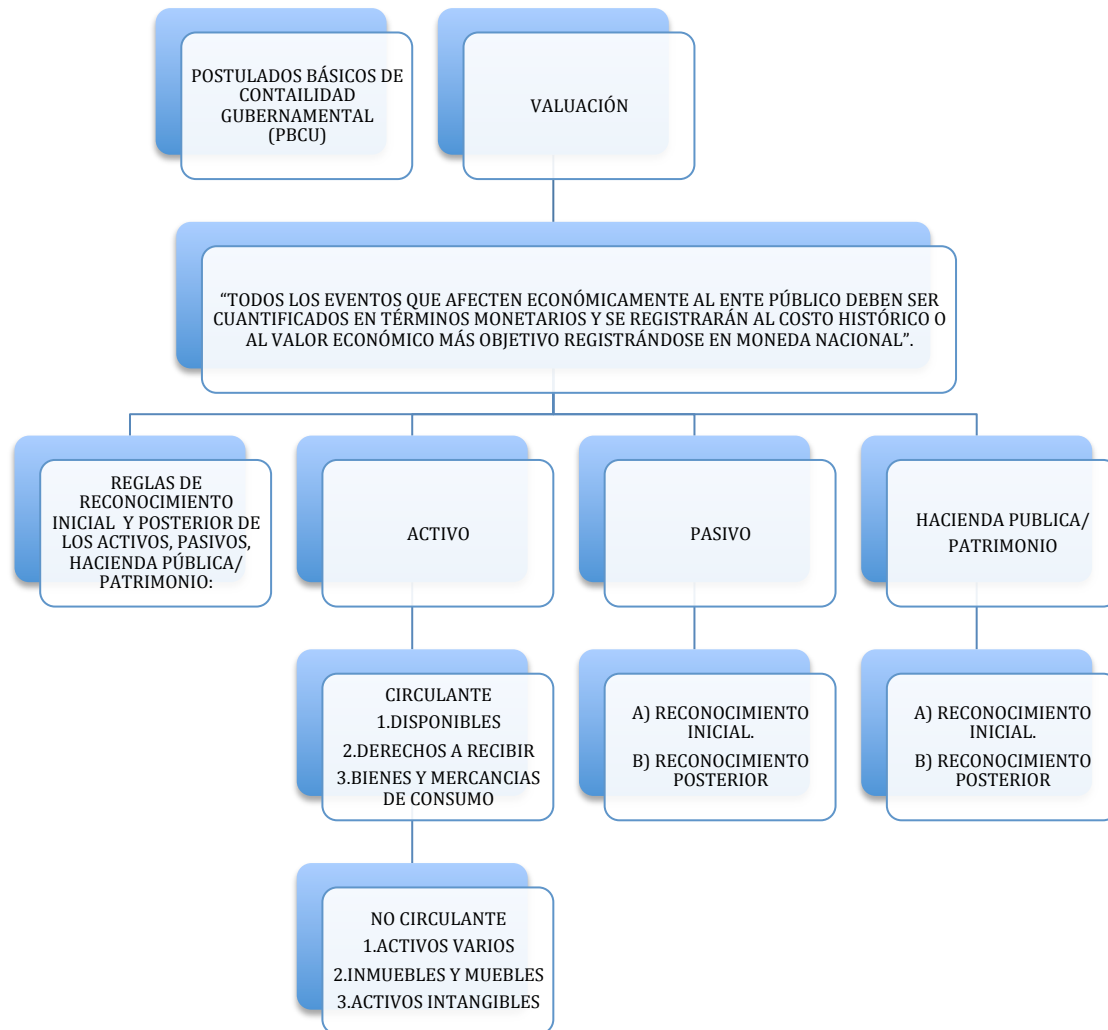 POSTULADOS BÁSICOS DE
CONTAILIDAD
GUBERNAMENTAL
(PBCU)
VALUACIÓN
“TODOS LOS EVENTOS QUE AFECTEN ECONÓMICAMENTE AL ENTE PÚBLICO DEBEN SER
CUANTIFICADOS EN TÉRMINOS MONETARIOS Y SE REGISTRARÁN AL COSTO HISTÓRICO O
AL VALOR ECONÓMICO MÁS OBJETIVO REGISTRÁNDOSE EN MONEDA NACIONAL”.
REGLAS DE
RECONOCIMIENTO
INICIAL Y POSTERIOR DE
LOS ACTIVOS, PASIVOS,
HACIENDA PÚBLICA/
PATRIMONIO:
ACTIVO
PASIVO
HACIENDA PUBLICA/
PATRIMONIO
CIRCULANTE
1.DISPONIBLES
2.DERECHOS A RECIBIR
3.BIENES Y MERCANCIAS
DE CONSUMO
A) RECONOCIMIENTO
INICIAL.
B) RECONOCIMIENTO
POSTERIOR
A) RECONOCIMIENTO
INICIAL.
B) RECONOCIMIENTO
POSTERIOR
NO CIRCULANTE
1.ACTIVOS VARIOS
2.INMUEBLES Y MUEBLES
3.ACTIVOS INTANGIBLES